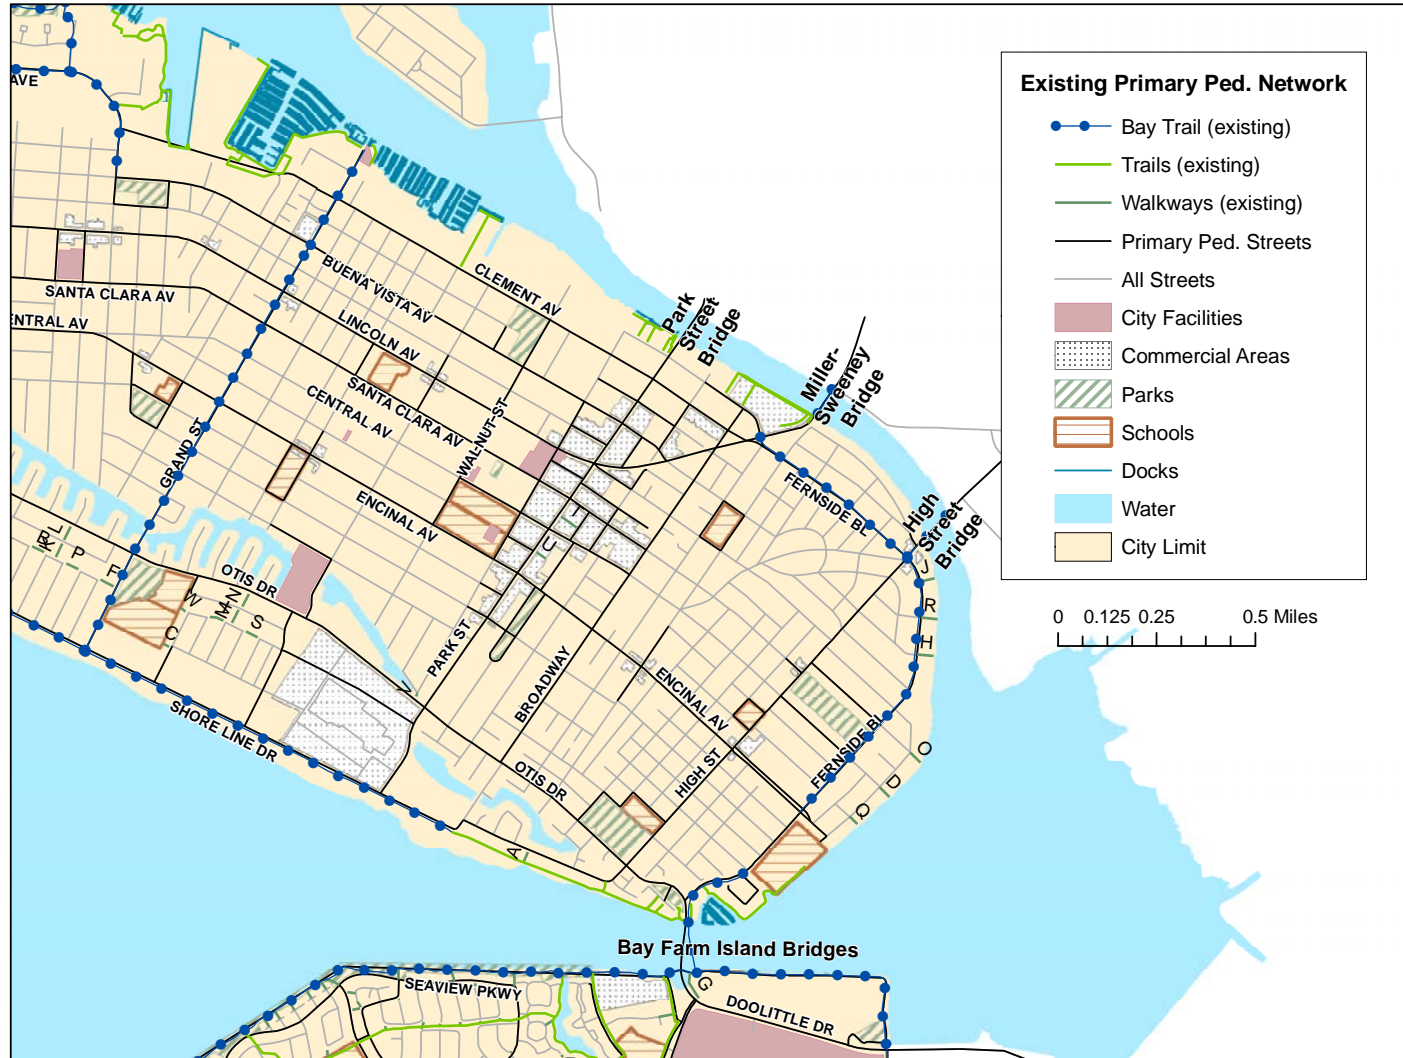 AVE
SANTA CLARA AV
ENTRAL AV
BUENA VISTA AV
LINCOLN AV
CLEMENT AV
SANTA CLARA AV
CENTRAL AV
WALNUT ST
GRAND ST
ENCINAL AV
Park
Street
Bridge
Miller-
Sweeney
Bridge
FERNSIDE BL
High
Street
Bridge
T
U
J
R
H
L
P
F
OTIS DR
W
M
N
Z
S
C
V
PARK ST
BROADWAY
ENCINAL AV
SHORE LINE DR
OTIS DR
HIGH ST
FERNSIDE BL
O
D
Q
A
I
Bay Farm Island Bridges
G
SEAVIEW PKWY
DOOLITTLE DR
Existing Primary Ped. Network
Bay Trail (existing)
Trails (existing)
Walkways (existing)
Primary Ped. Streets
All Streets
City Facilities
Commercial Areas
Parks
Schools
Docks
Water
City Limit
0 0.125 0.25 0.5 Miles